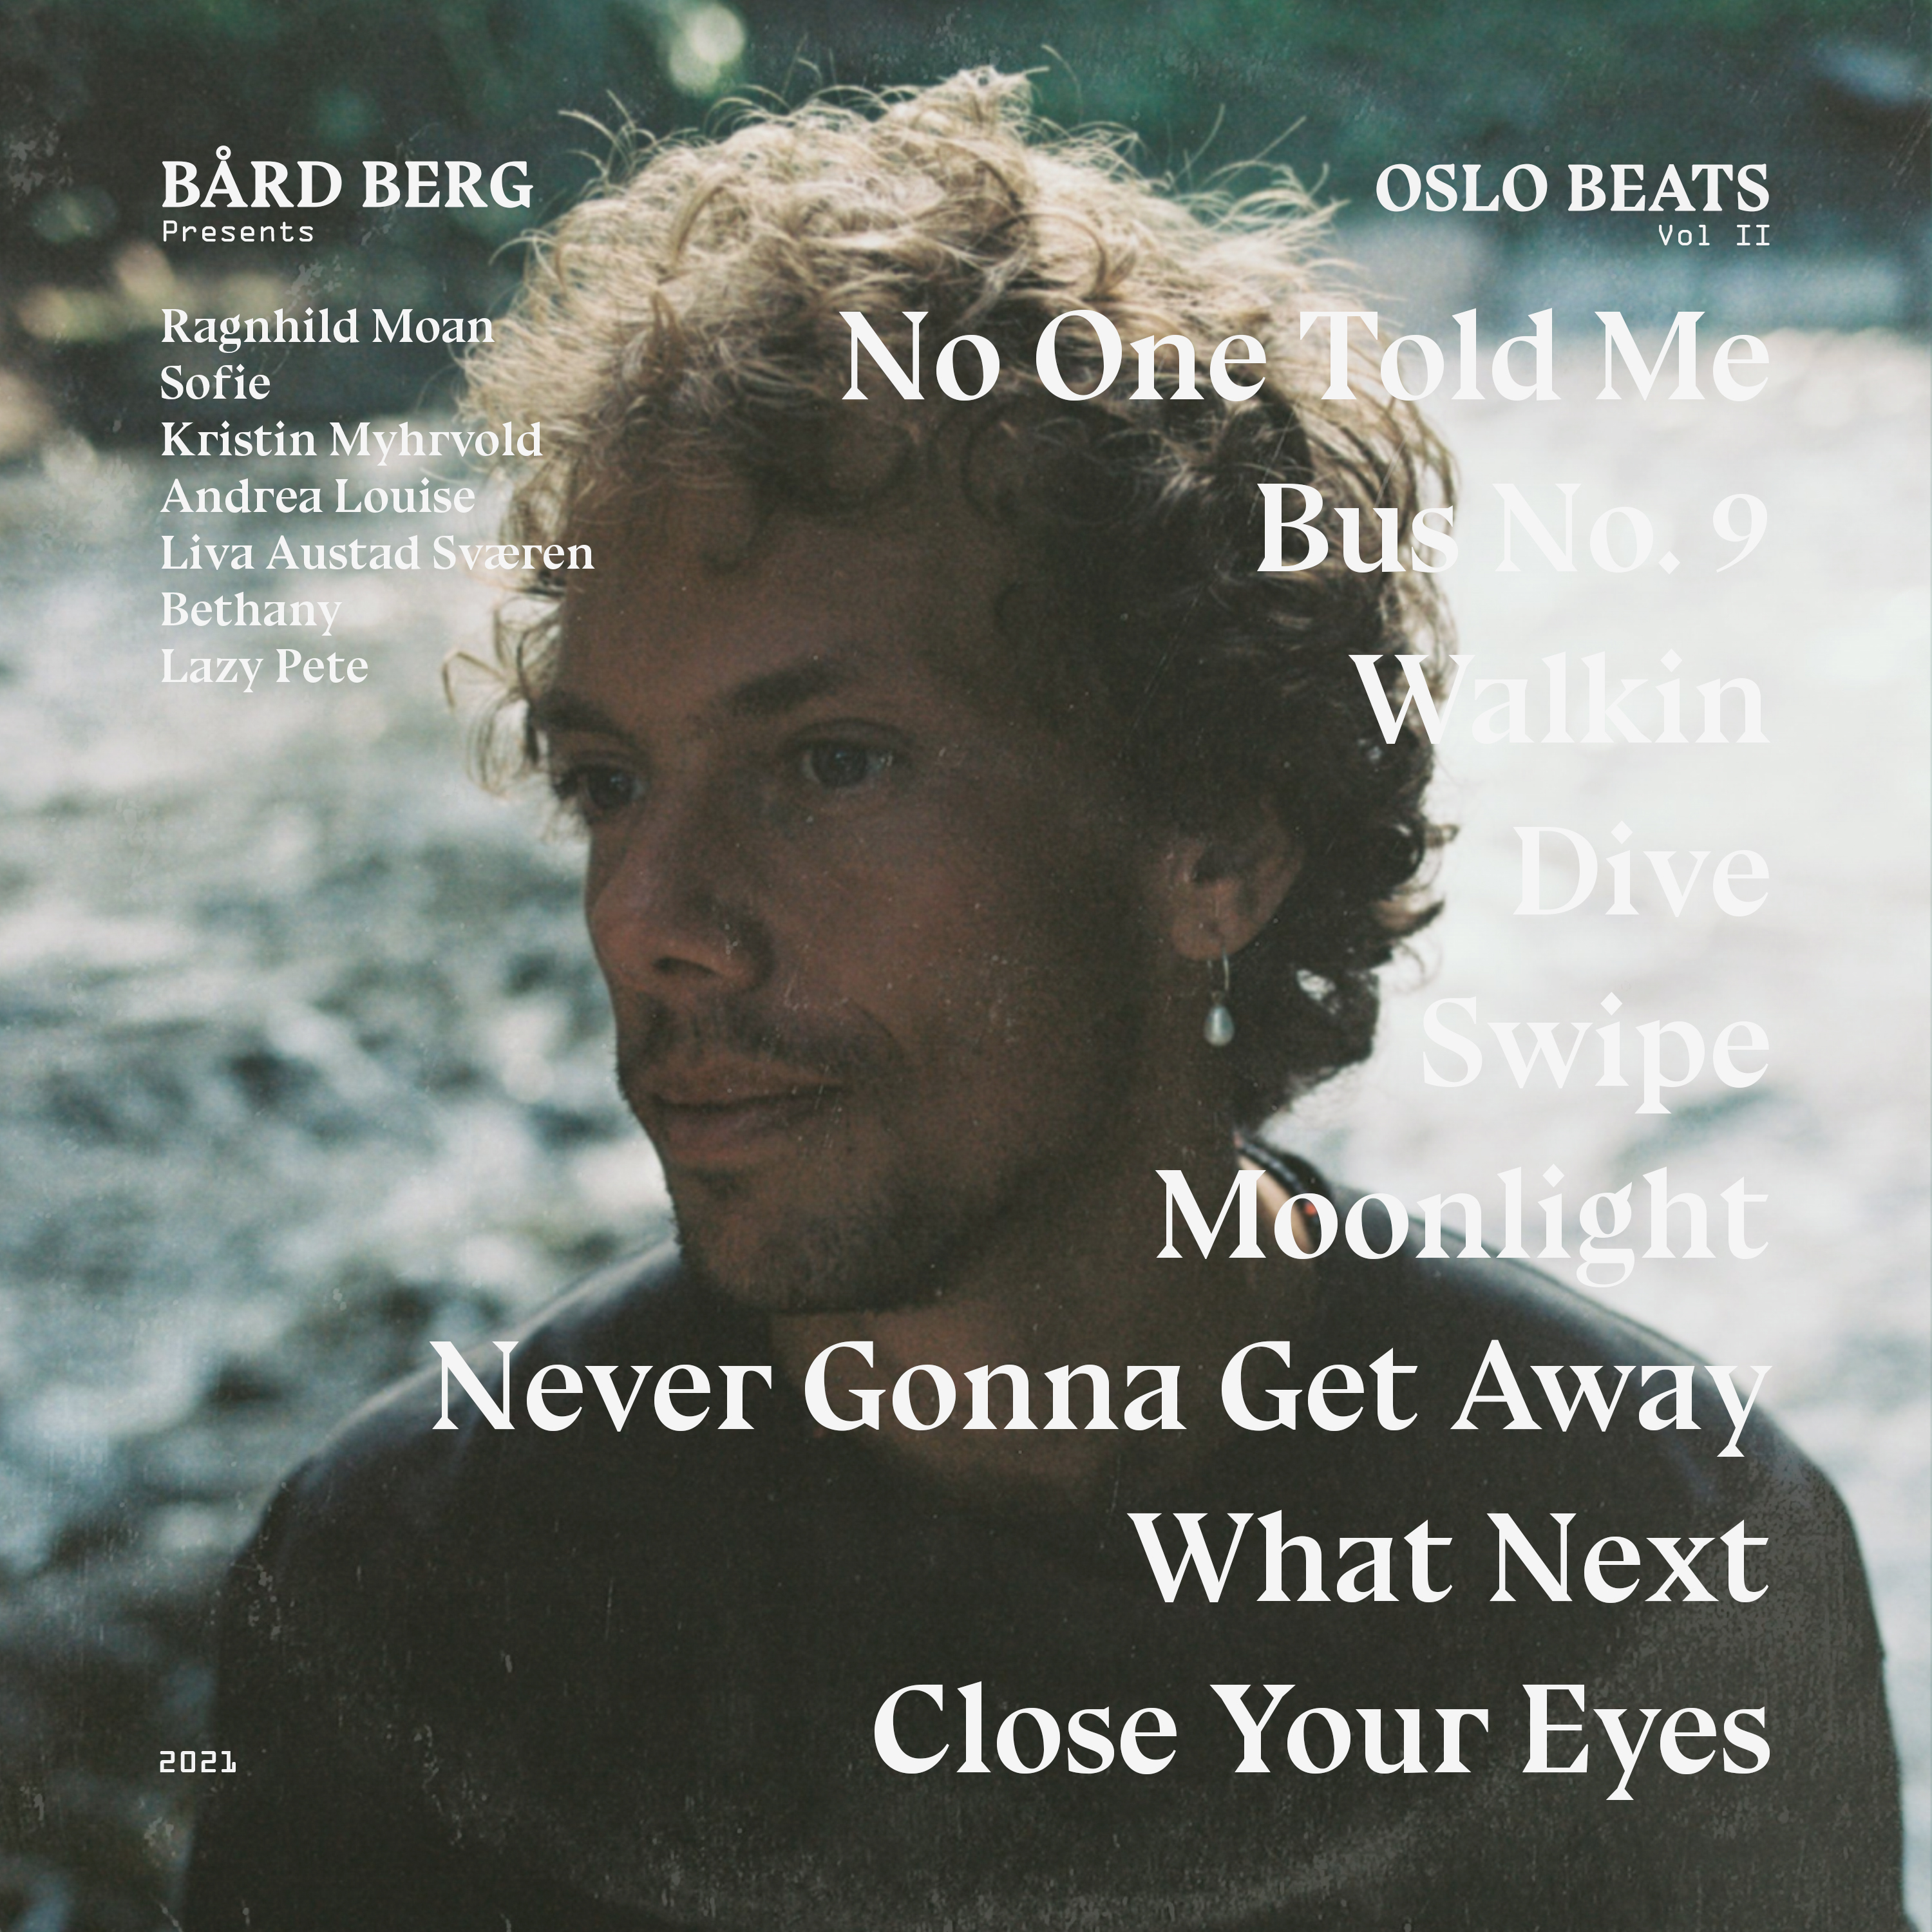 BÅRD BERG
Presents
Ragnhild Moan
Sofie
Kristin Myhrvold
Andrea Louise
Liva Austad Sværen
Bethany
Lazy Pete
OSLO BEATS
Vol II
No One Told Me
Bus No. 9
Walkin
Dive
Swipe
Moonlight
Never Gonna Get Away
What Next
Close Your Eyes
2021